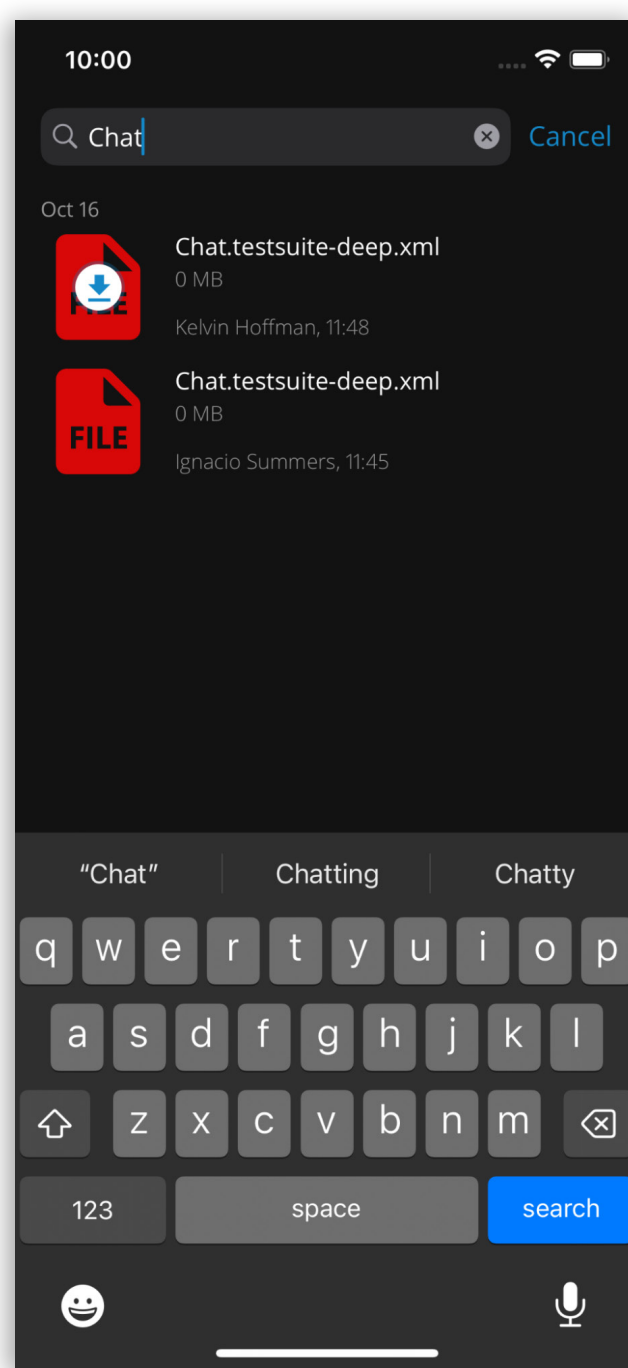 10:00
Chat
Cancel
Oct 16
Chat.testsuite-deep.xml
0 MB
Kelvin Hoffman, 11:48
FILE
Chat.testsuite-deep.xml
0 MB
Ignacio Summers, 11:45
“Chat” Chatting Chatty
q w e r t y u i o p
a s d f g h j k l
z x c v b n m
123 space search